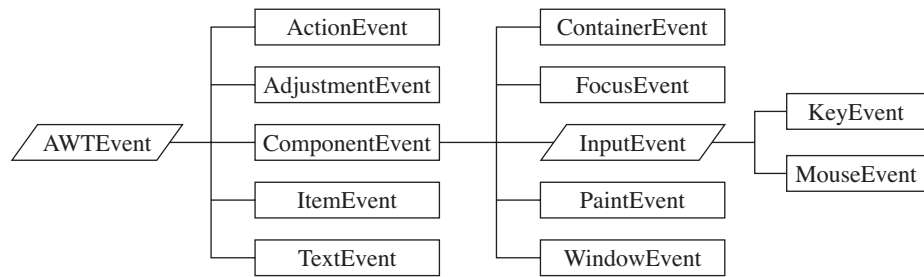 ActionEvent
ContainerEvent
AdjustmentEvent
FocusEvent
KeyEvent
AWTEvent
ComponentEvent
InputEvent
MouseEvent
ItemEvent
PaintEvent
TextEvent
WindowEvent